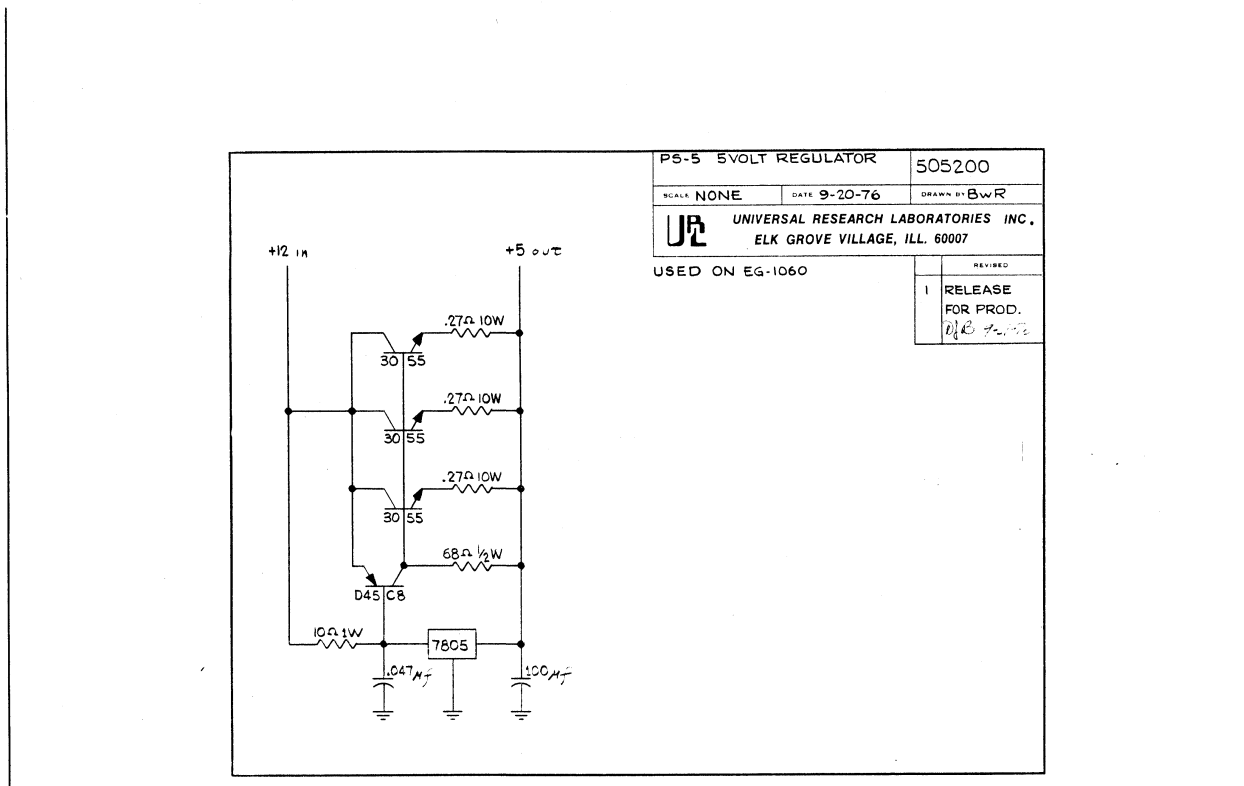 PS-5 5VOLT REGULATOR
505200
SCALE NONE
DATE 9-20-76
DRAWN BY BWR
URL
UNIVERSAL RESEARCH LABORATORIES INC.
ELK GROVE VILLAGE, ILL. 60007
USED ON EG-1060
REVISED
1 RELEASE
FOR PROD.
DJB
+12 IN
+5 OUT
.27Ω 10W
30 55
.27Ω 10W
30 55
.27Ω 10W
30 55
68Ω ½W
D45 C8
10Ω 1W
7805
.047μf
100μf